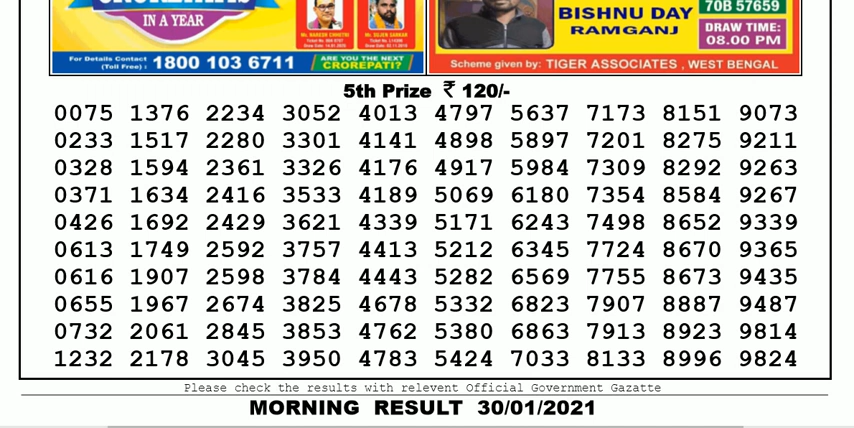 IN A YEAR
Mr. NARESH CHHETRI
Mr. SUJEN SARKAR
For Details Contact
(Toll Free) : 1800 103 6711
ARE YOU THE NEXT
CROREPATI?
BISHNU DAY
RAMGANJ
70B 57659
DRAW TIME:
08.00 PM
Scheme given by: TIGER ASSOCIATES , WEST BENGAL
5th Prize ₹ 120/-
0075 1376 2234 3052 4013 4797 5637 7173 8151 9073
0233 1517 2280 3301 4141 4898 5897 7201 8275 9211
0328 1594 2361 3326 4176 4917 5984 7309 8292 9263
0371 1634 2416 3533 4189 5069 6180 7354 8584 9267
0426 1692 2429 3621 4339 5171 6243 7498 8652 9339
0613 1749 2592 3757 4413 5212 6345 7724 8670 9365
0616 1907 2598 3784 4443 5282 6569 7755 8673 9435
0655 1967 2674 3825 4678 5332 6823 7907 8887 9487
0732 2061 2845 3853 4762 5380 6863 7913 8923 9814
1232 2178 3045 3950 4783 5424 7033 8133 8996 9824
Please check the results with relevent Official Government Gazatte
MORNING RESULT 30/01/2021